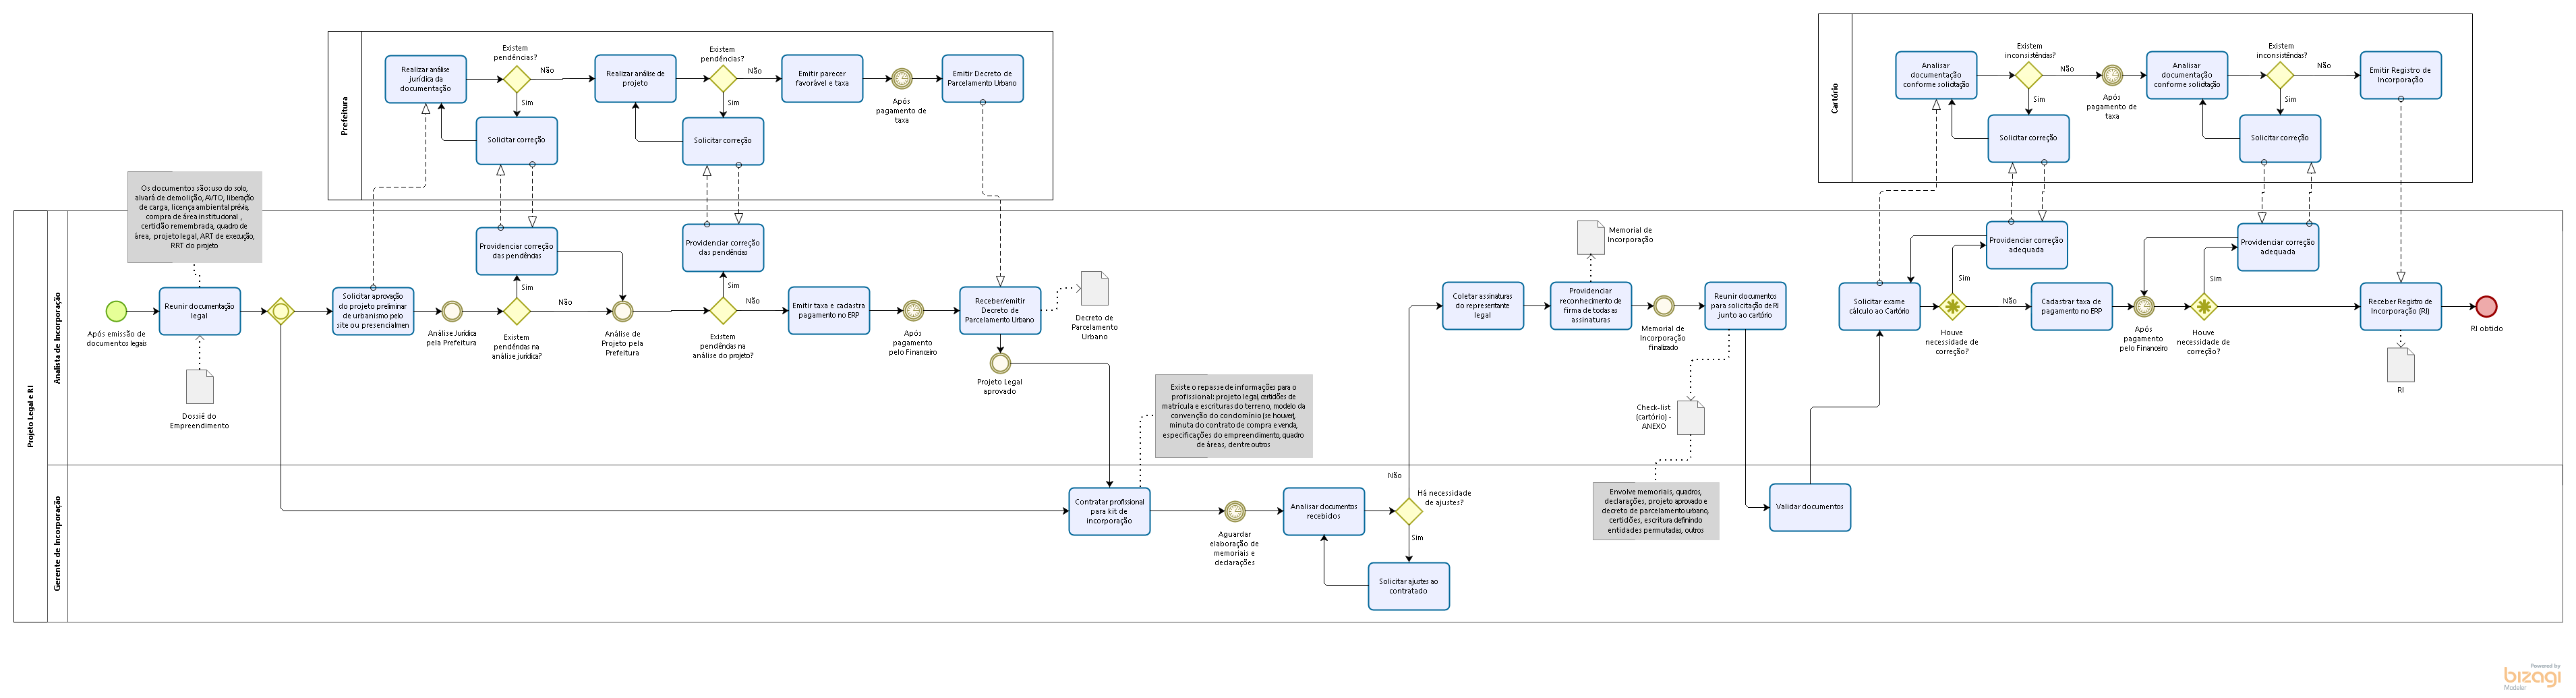 Prefeitura
Realizar análise
jurídica da
documentação
Existem
pendências?
Não
Sim
Solicitar correção
Realizar análise de
projeto
Existem
pendências?
Não
Sim
Solicitar correção
Emitir parecer
favorável e taxa
Após
pagamento de
taxa
Emitir Decreto de
Parcelamento Urbano
Cartório
Analisar
documentação
conforme solidtação
Existem
inconsistências?
Não
Sim
Solicitar correção
Após
pagamento de
taxa
Analisar
documentação
conforme solidtação
Existem
inconsistências?
Não
Sim
Solicitar correção
Emitir Registro de
Incorporação
Projeto Legal e RI
Analista de Incorporação
Os documentos são: uso do solo,
alvará de demolição, AVTO, liberação
de carga, licença ambiental prévia,
compra de área institucional ,
certidão remembrada, quadro de
área, projeto legal, ART de execução,
RRT do projeto
Após emissão de
documentos legais
Reunir documentação
legal
Dossiê do
Empreendimento
Solicitar aprovação
do projeto preliminar
de urbanismo pelo
site ou presencialmen
Análise Jurídica
pela Prefeitura
Providenciar correção
das pendências
Sim
Não
Existem
pendências na
análise jurídica?
Análise de
Projeto pela
Prefeitura
Providenciar correção
das pendências
Sim
Não
Existem
pendências na
análise do projeto?
Emitir taxa e cadastra
pagamento no ERP
Após
pagamento
pelo Financeiro
Receber/emitir
Decreto de
Parcelamento Urbano
Decreto de
Parcelamento
Urbano
Projeto Legal
aprovado
Existe o repasse de informações para o
profissional: projeto legal, certidões de
matrícula e escrituras do terreno, modelo da
convenção do condomínio (se houver),
minuta do contrato de compra e venda,
especificações do empreendimento, quadro
de áreas, dentre outros
Coletar assinaturas
do representante
legal
Providenciar
reconhecimento de
firma de todas as
assinaturas
Memorial de
Incorporação
Memorial de
Incorporação
finalizado
Reunir documentos
para solicitação de RI
junto ao cartório
Check-list
(cartório) -
ANEXO
Solicitar exame
cálculo ao Cartório
Providenciar correção
adequada
Sim
Não
Houve
necessidade de
correção?
Cadastrar taxa de
pagamento no ERP
Após
pagamento
pelo Financeiro
Providenciar correção
adequada
Sim
Houve
necessidade de
correção?
Receber Registro de
Incorporação (RI)
RI
RI obtido
Gerente de Incorporação
Contratar profissional
para kit de
incorporação
Aguardar
elaboração de
memoriais e
declarações
Analisar documentos
recebidos
Não
Há necessidade
de ajustes?
Sim
Solicitar ajustes ao
contratado
Envolve memoriais, quadros,
declarações, projeto aprovado e
decreto de parcelamento urbano,
certidões, escritura definindo
entidades permutadas, outros
Validar documentos
Powered by
bizagi
Modeler